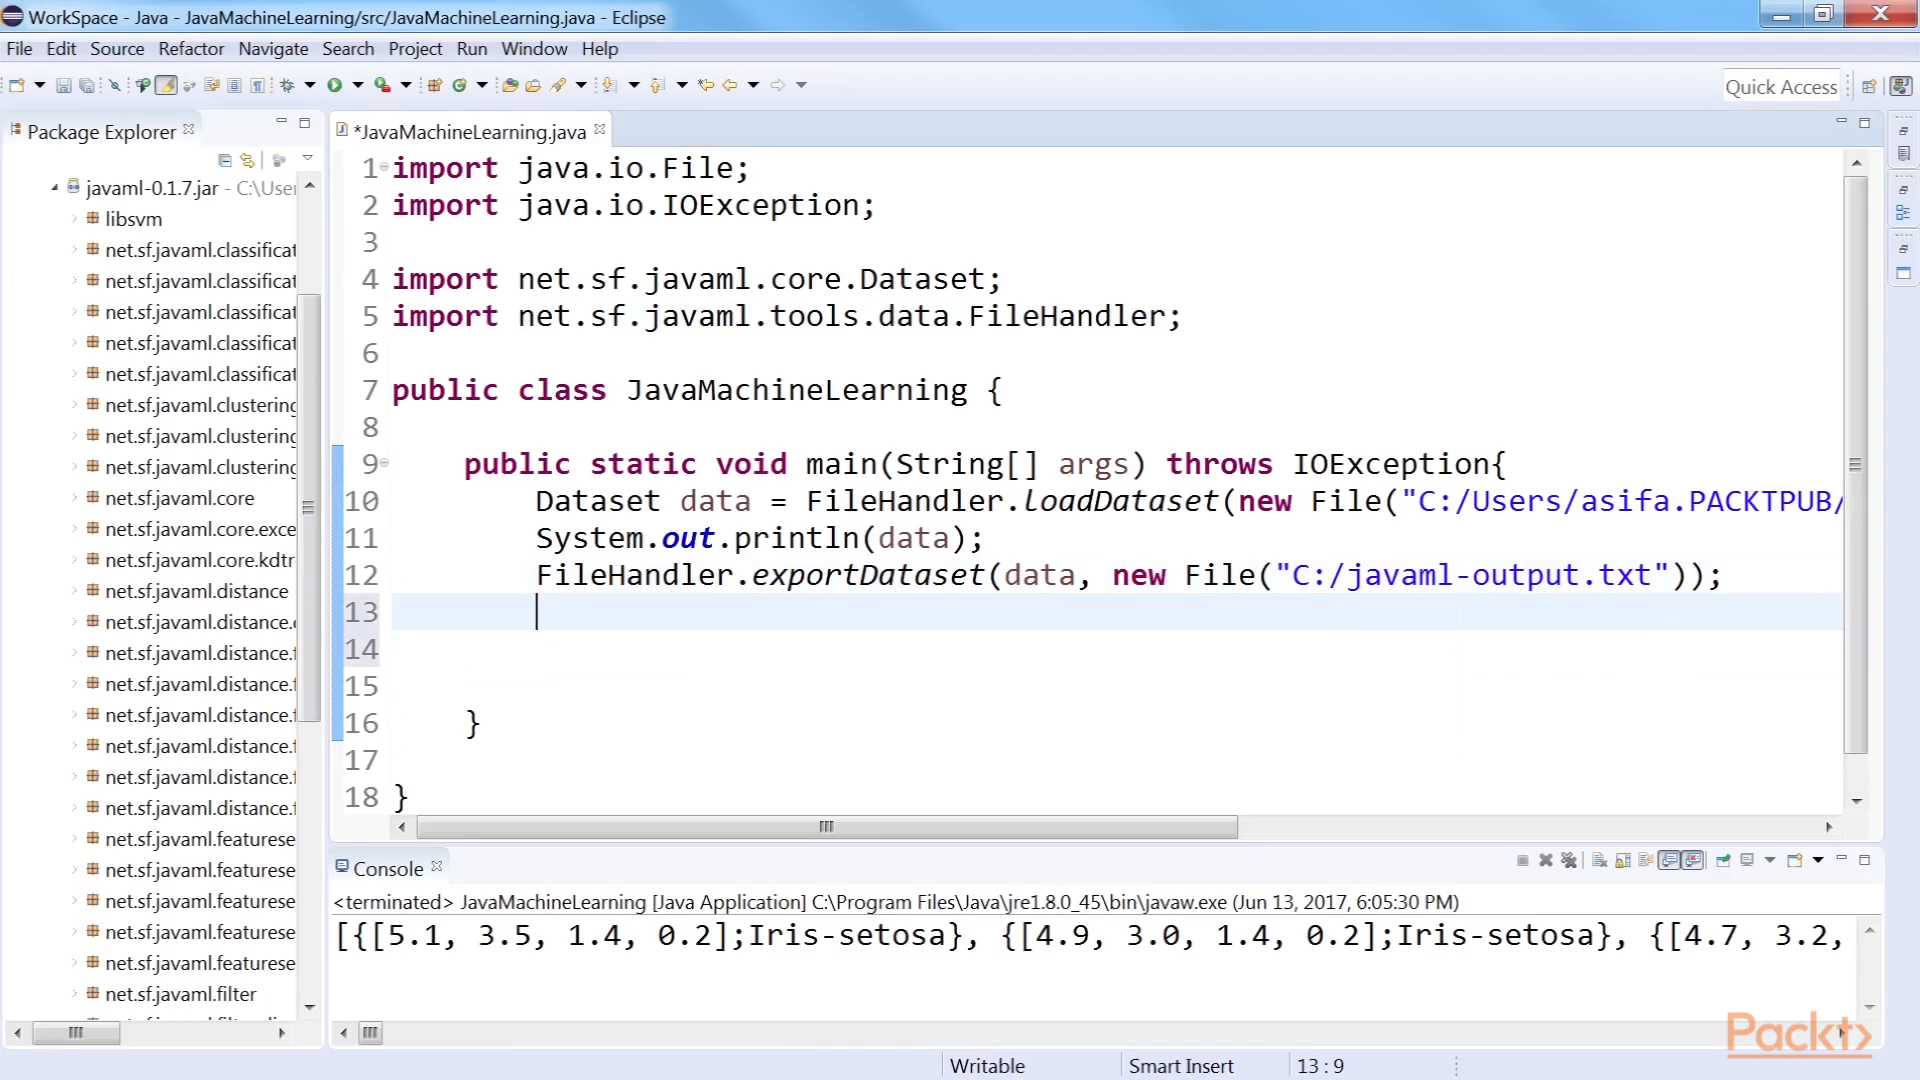 WorkSpace - Java - JavaMachineLearning/src/JavaMachineLearning.java - Eclipse
File Edit Source Refactor Navigate Search Project Run Window Help
Quick Access
Package Explorer
javaml-0.1.7.jar - C:\User
libsvm
net.sf.javaml.classificat
net.sf.javaml.classificat
net.sf.javaml.classificat
net.sf.javaml.classificat
net.sf.javaml.classificat
net.sf.javaml.clustering
net.sf.javaml.clustering
net.sf.javaml.clustering
net.sf.javaml.core
net.sf.javaml.core.exce
net.sf.javaml.core.kdtr
net.sf.javaml.distance
net.sf.javaml.distance.
net.sf.javaml.distance.f
net.sf.javaml.distance.f
net.sf.javaml.distance.f
net.sf.javaml.distance.f
net.sf.javaml.distance.f
net.sf.javaml.distance.f
net.sf.javaml.featurese
net.sf.javaml.featurese
net.sf.javaml.featurese
net.sf.javaml.featurese
net.sf.javaml.featurese
net.sf.javaml.filter
*JavaMachineLearning.java
1 import java.io.File;
2 import java.io.IOException;
3
4 import net.sf.javaml.core.Dataset;
5 import net.sf.javaml.tools.data.FileHandler;
6
7 public class JavaMachineLearning {
8
9 public static void main(String[] args) throws IOException{
10 Dataset data = FileHandler.loadDataset(new File("C:/Users/asifa.PACKTPUB/
11 System.out.println(data);
12 FileHandler.exportDataset(data, new File("C:/javaml-output.txt"));
13
14
15
16 }
17
18 }
Console
<terminated> JavaMachineLearning [Java Application] C:\Program Files\Java\jre1.8.0_45\bin\javaw.exe (Jun 13, 2017, 6:05:30 PM)
[{[5.1, 3.5, 1.4, 0.2];Iris-setosa}, {[4.9, 3.0, 1.4, 0.2];Iris-setosa}, {[4.7, 3.2,
Packt
Writable Smart Insert 13 : 9